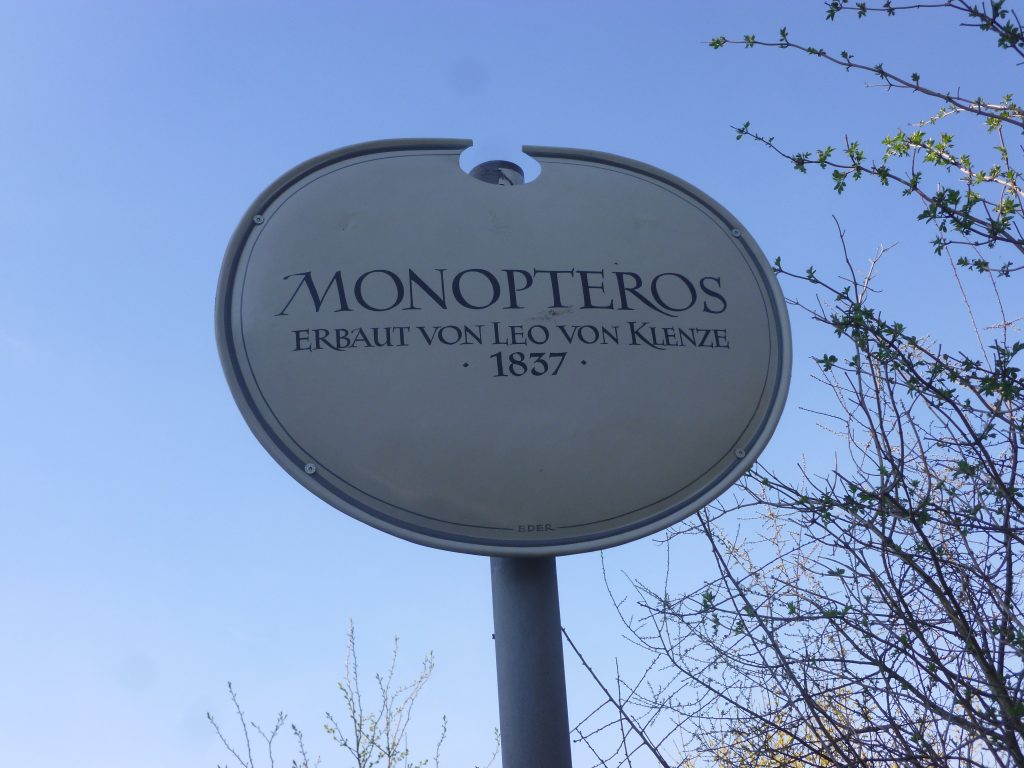 MONOPTEROS
ERBAUT VON LEO VON KLENZE
· 1837 ·
EDER